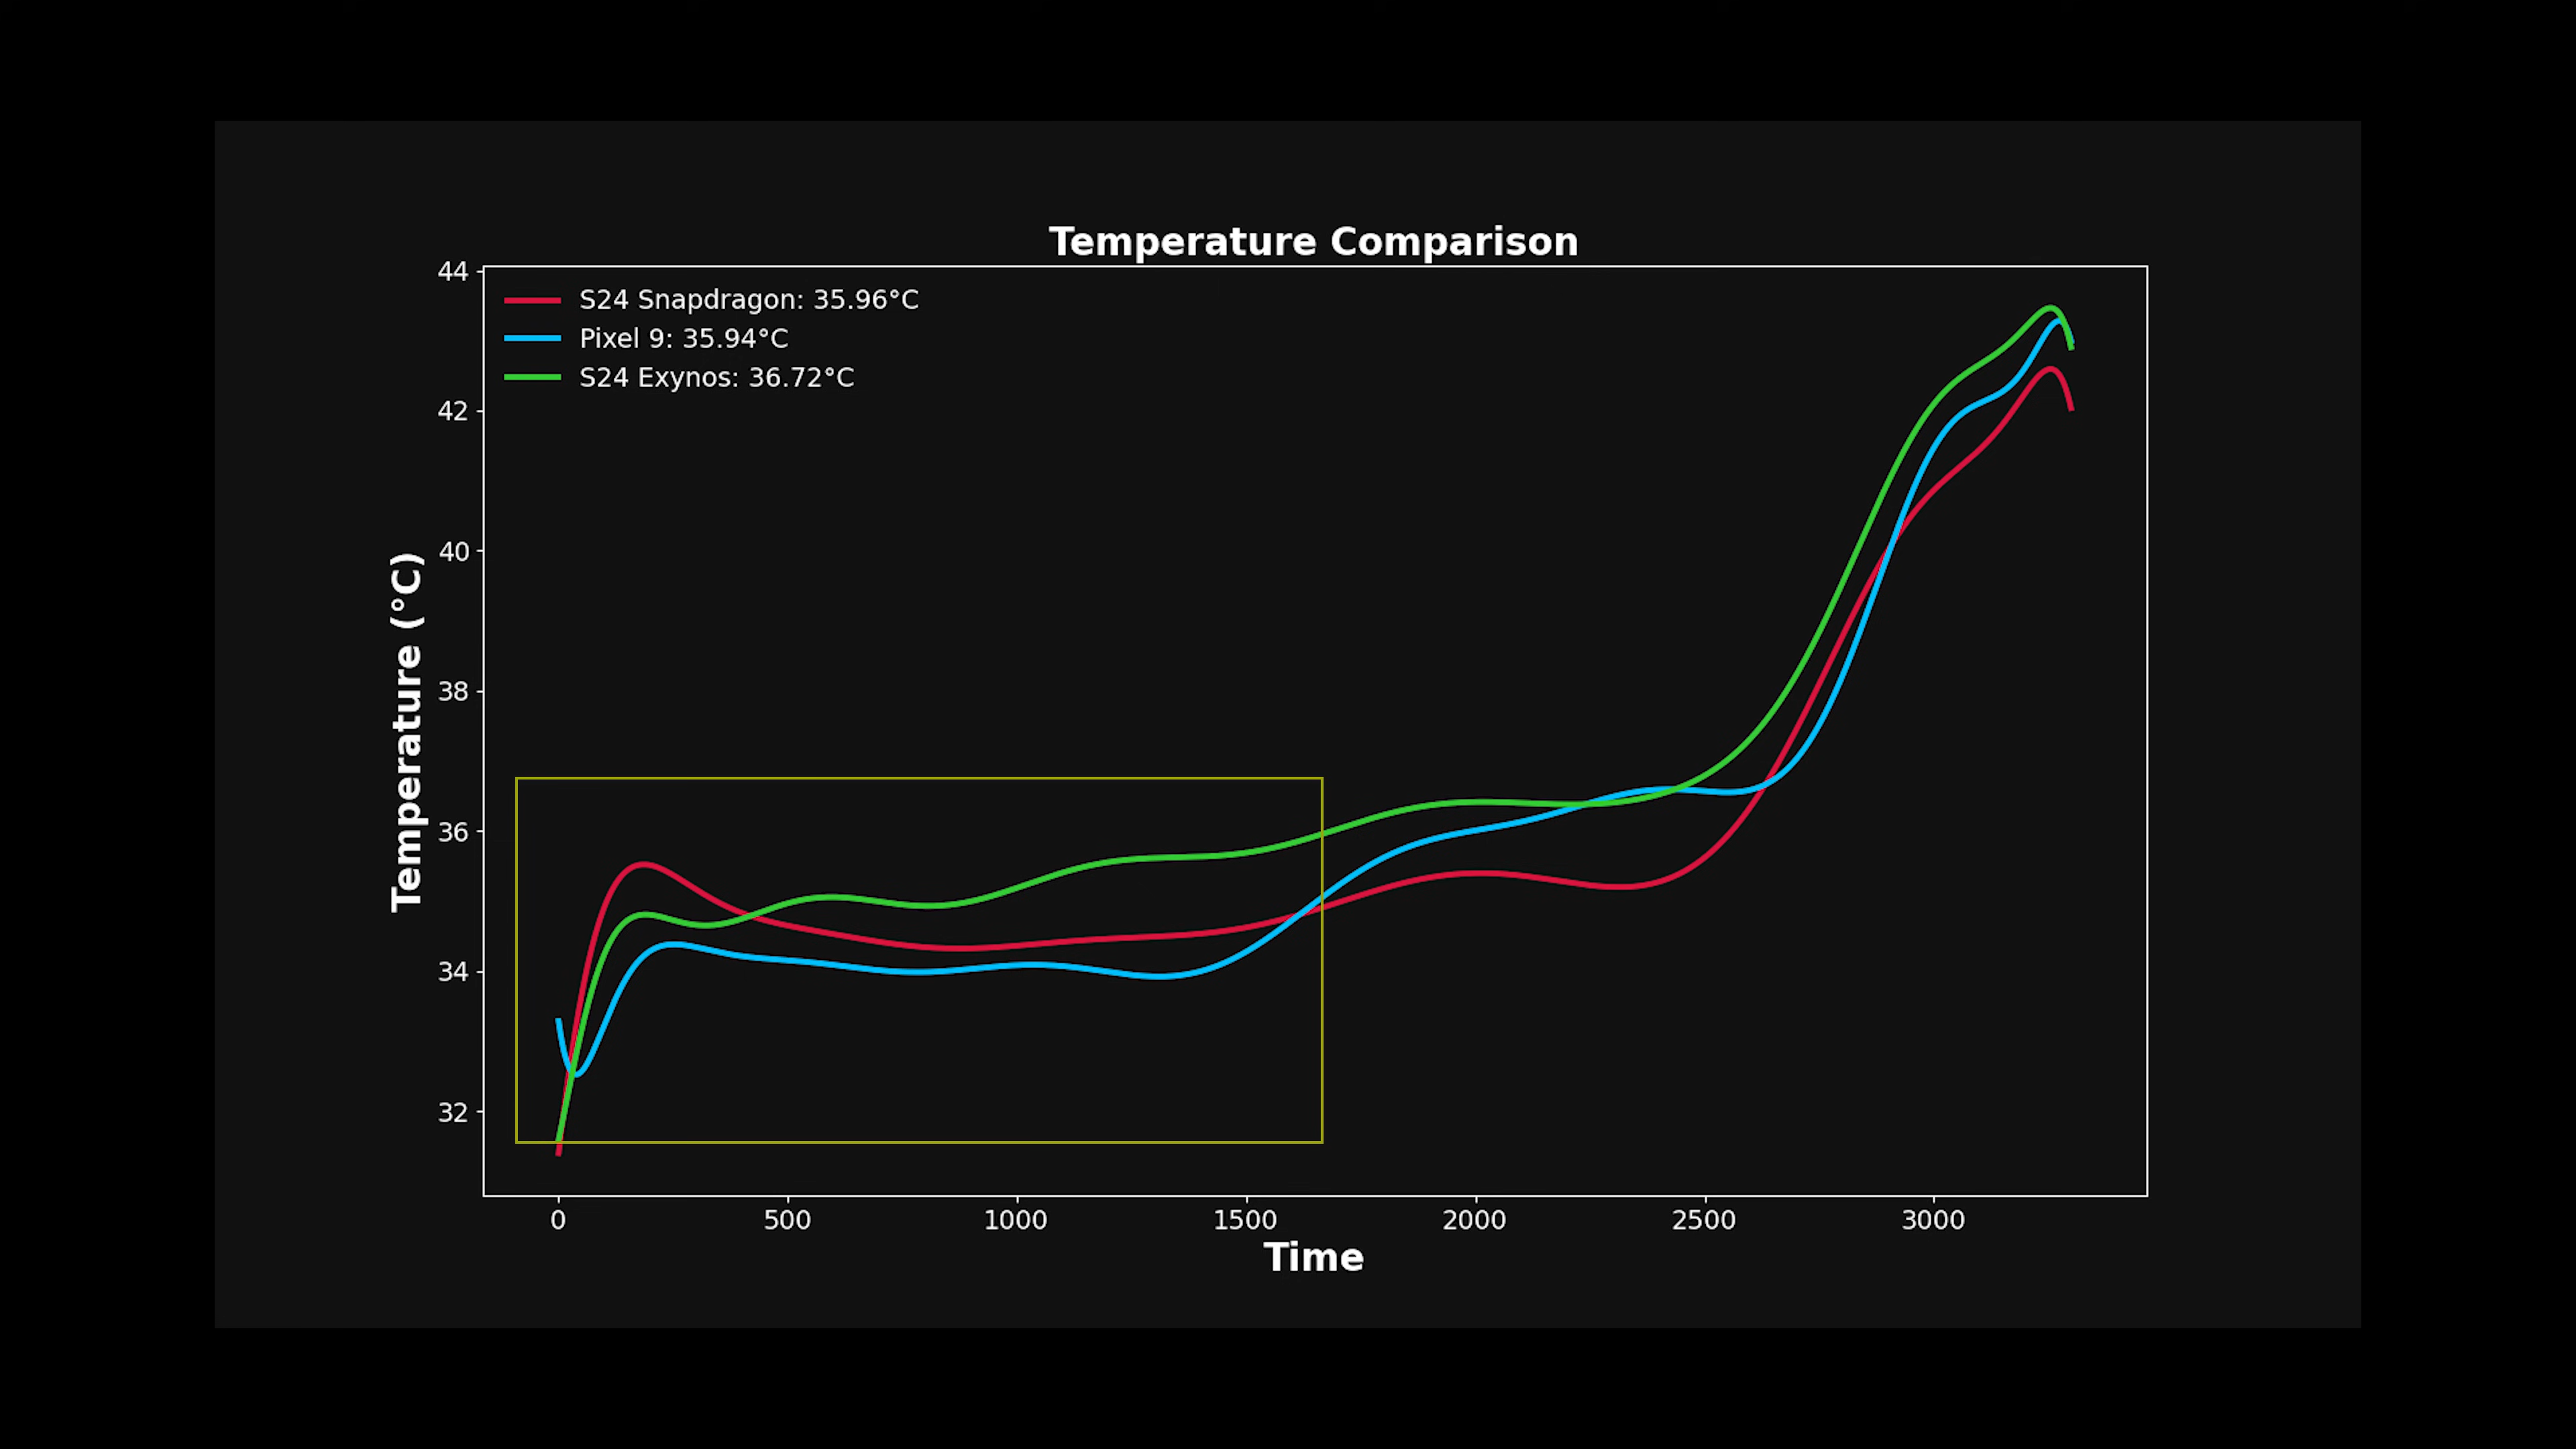 Temperature Comparison
S24 Snapdragon: 35.96°C
Pixel 9: 35.94°C
S24 Exynos: 36.72°C
Temperature (°C)
44
42
40
38
36
34
32
0 500 1000 1500 2000 2500 3000
Time